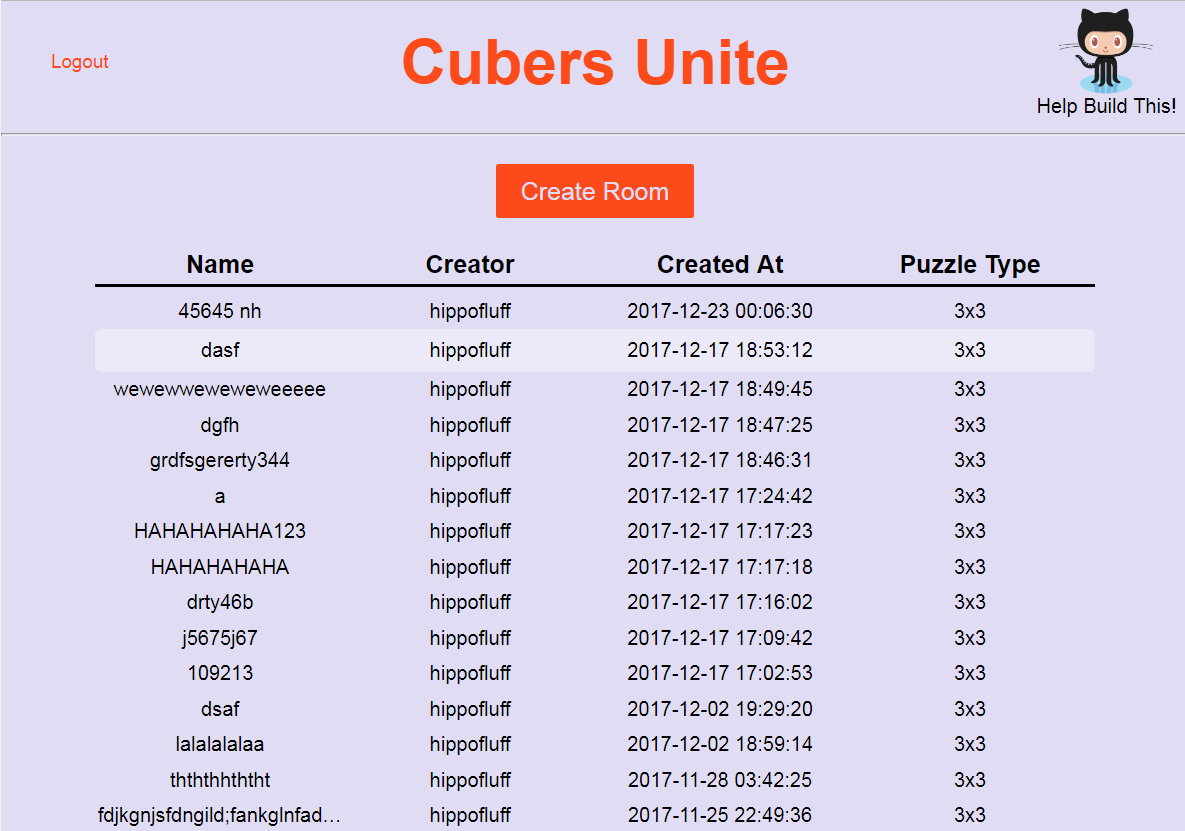 Logout
Cubers Unite
Help Build This!
Create Room
Name Creator Created At Puzzle Type
45645 nh hippofluff 2017-12-23 00:06:30 3x3
dasf hippofluff 2017-12-17 18:53:12 3x3
wewewweweweweeeee hippofluff 2017-12-17 18:49:45 3x3
dgfh hippofluff 2017-12-17 18:47:25 3x3
grdfsgererty344 hippofluff 2017-12-17 18:46:31 3x3
a hippofluff 2017-12-17 17:24:42 3x3
HAHAHAHAHA123 hippofluff 2017-12-17 17:17:23 3x3
HAHAHAHAHA hippofluff 2017-12-17 17:17:18 3x3
drty46b hippofluff 2017-12-17 17:16:02 3x3
j5675j67 hippofluff 2017-12-17 17:09:42 3x3
109213 hippofluff 2017-12-17 17:02:53 3x3
dsaf hippofluff 2017-12-02 19:29:20 3x3
lalalalalaa hippofluff 2017-12-02 18:59:14 3x3
thththhththt hippofluff 2017-11-28 03:42:25 3x3
fdjkgnjsfdngild;fankglnfad… hippofluff 2017-11-25 22:49:36 3x3